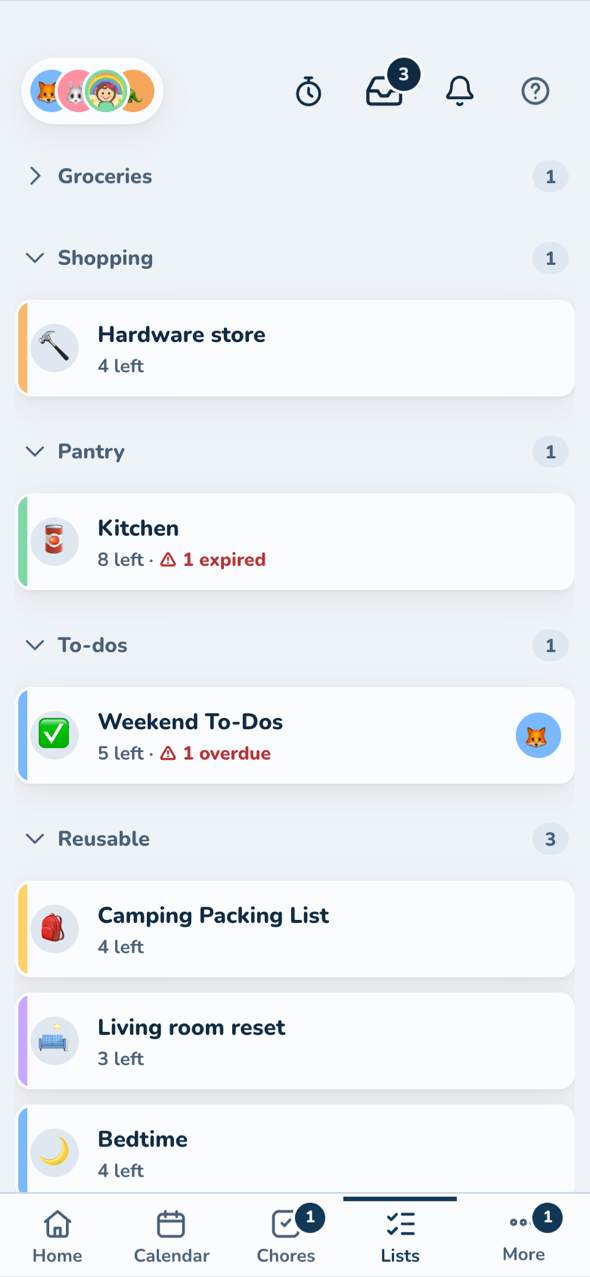 3
Groceries 1
Shopping 1
Hardware store
4 left
Pantry 1
Kitchen
8 left · 1 expired
To-dos 1
Weekend To-Dos
5 left · 1 overdue
Reusable 3
Camping Packing List
4 left
Living room reset
3 left
Bedtime
4 left
1 1
Home Calendar Chores Lists More